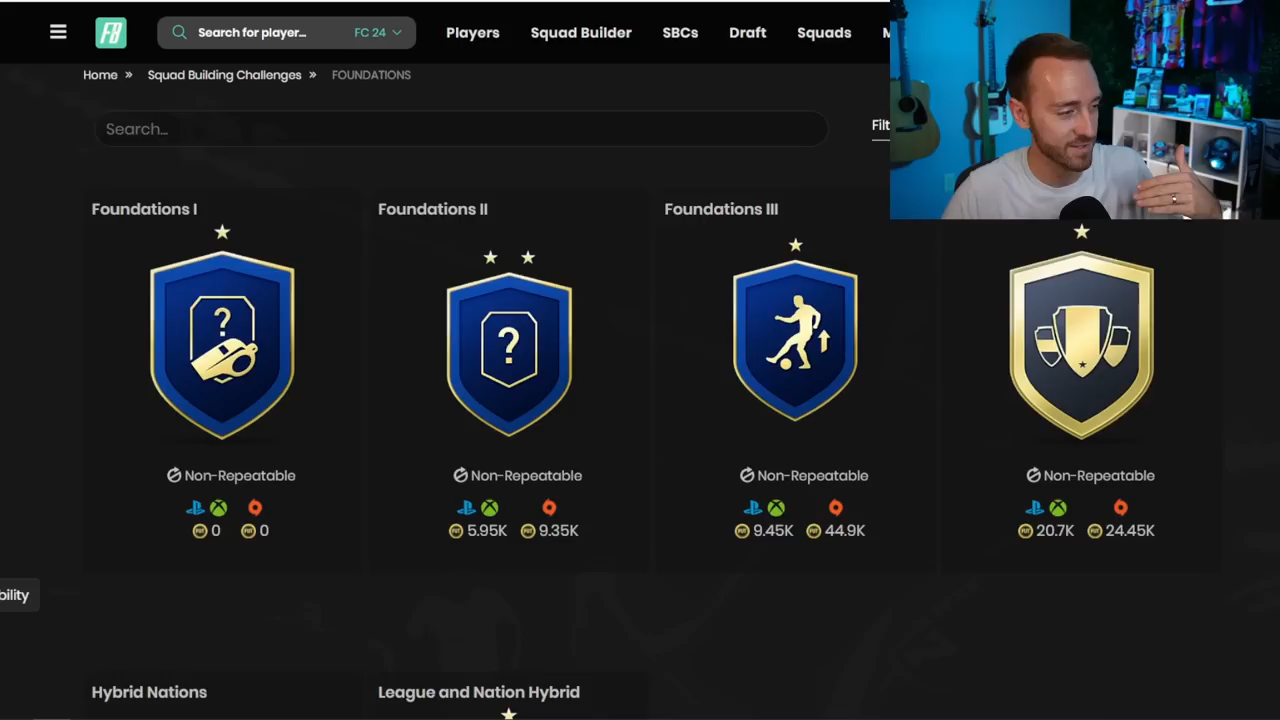 FB
Search for player...
FC 24
Players
Squad Builder
SBCs
Draft
Squads
M
Home » Squad Building Challenges » FOUNDATIONS
Search...
Filt
Foundations I
Foundations II
Foundations III
?
?
Non-Repeatable
Non-Repeatable
Non-Repeatable
Non-Repeatable
0 0
5.95K 9.35K
9.45K 44.9K
20.7K 24.45K
bility
Hybrid Nations
League and Nation Hybrid